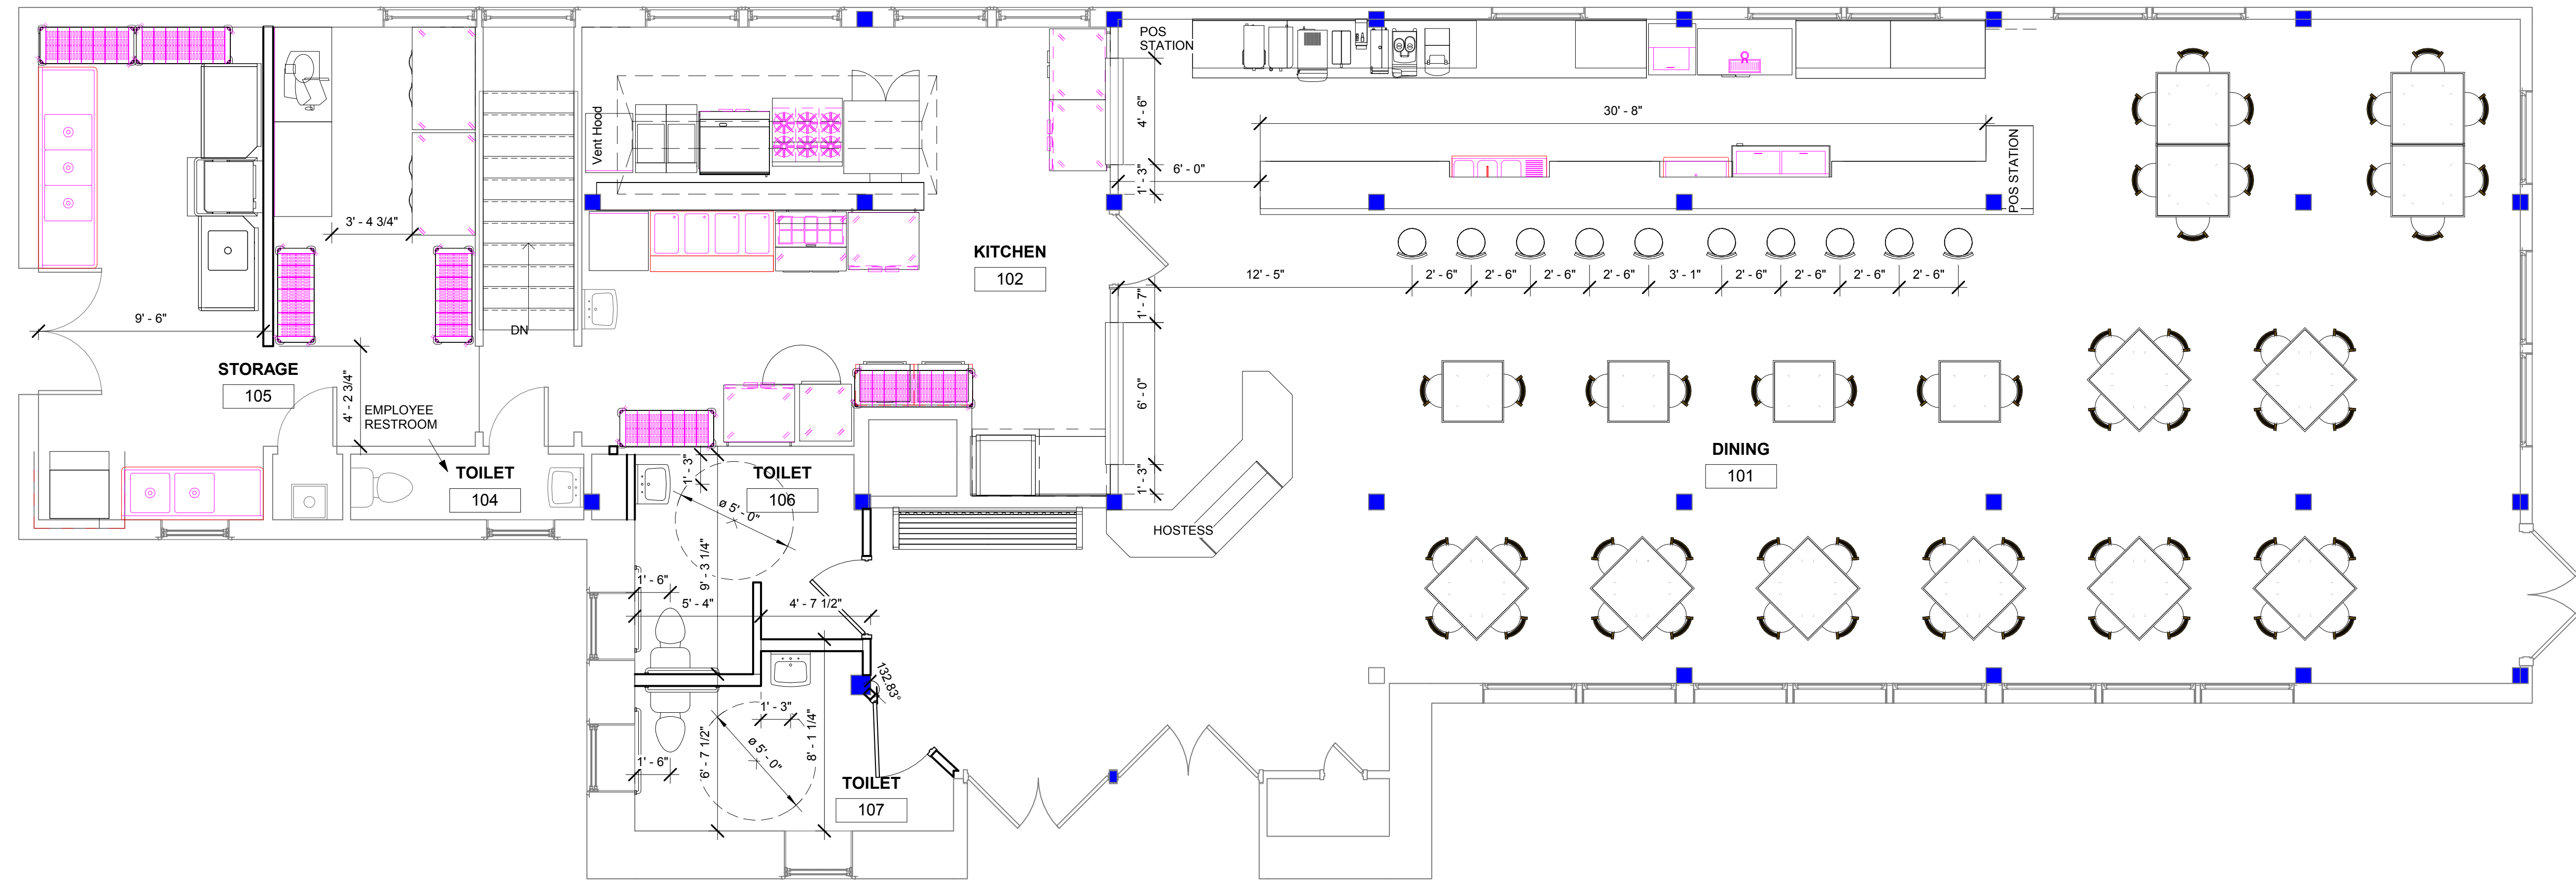 POS
STATION
30' - 8"
4' - 6"
Vent Hood
1' - 3"
6' - 0"
POS STATION
3' - 4 3/4"
KITCHEN
102
12' - 5"
2' - 6"
2' - 6"
2' - 6"
2' - 6"
3' - 1"
2' - 6"
2' - 6"
2' - 6"
2' - 6"
1' - 7"
9' - 6"
DN
STORAGE
105
4' - 2 3/4"
EMPLOYEE
RESTROOM
6' - 0"
DINING
101
TOILET
104
1' - 3"
TOILET
106
1' - 3"
ø 5' - 0"
HOSTESS
9' - 3 1/4"
1' - 6"
5' - 4"
4' - 7 1/2"
132.83°
1' - 3"
6' - 7 1/2"
ø 5' - 0"
8' - 1 1/4"
1' - 6"
TOILET
107